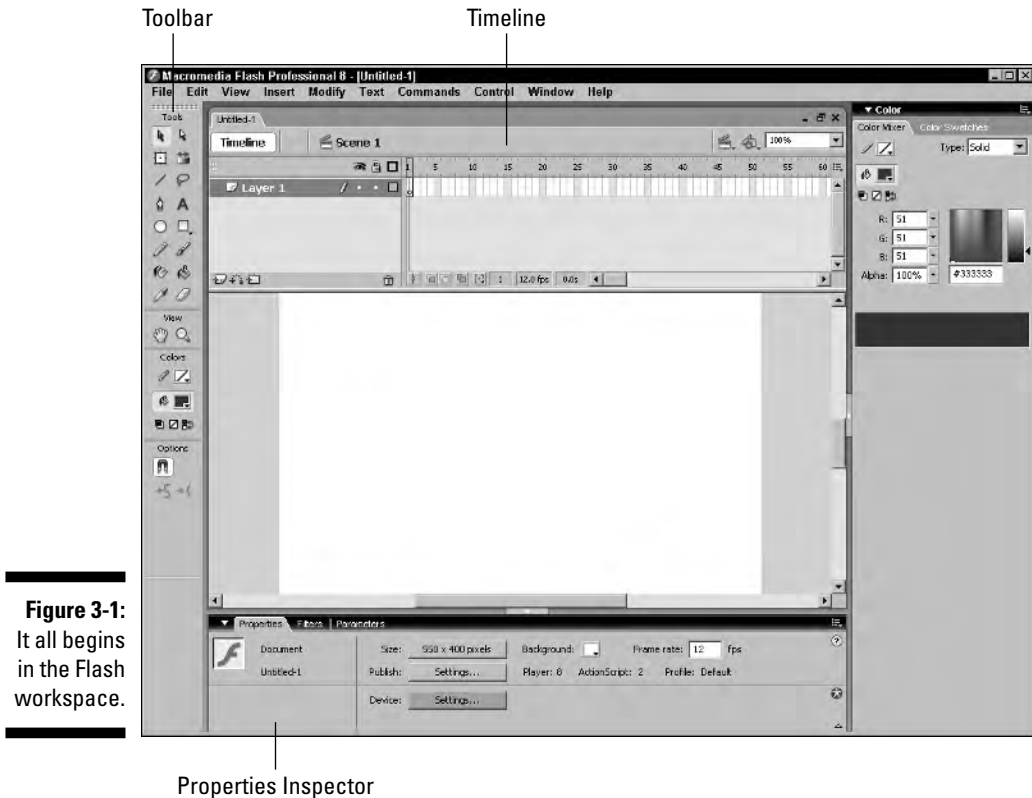 Toolbar
Timeline
Macromedia Flash Professional 8 - [Untitled-1]
File Edit View Insert Modify Text Commands Control Window Help
Tools
View
Colors
Options
Untitled-1
Timeline
Scene 1
100%
1 5 10 15 20 25 30 35 40 45 50 55 60
Layer 1
1 12.0 fps 0.0s
Color
Color Mixer Color Swatches
Type: Solid
R: 51
G: 51
B: 51
Alpha: 100% #333333
Properties Filters Parameters
Document Size: 550 x 400 pixels Background: Frame rate: 12 fps
Untitled-1 Publish: Settings... Player: 8 ActionScript: 2 Profile: Default
Device: Settings...
Figure 3-1:
It all begins
in the Flash
workspace.
Properties Inspector